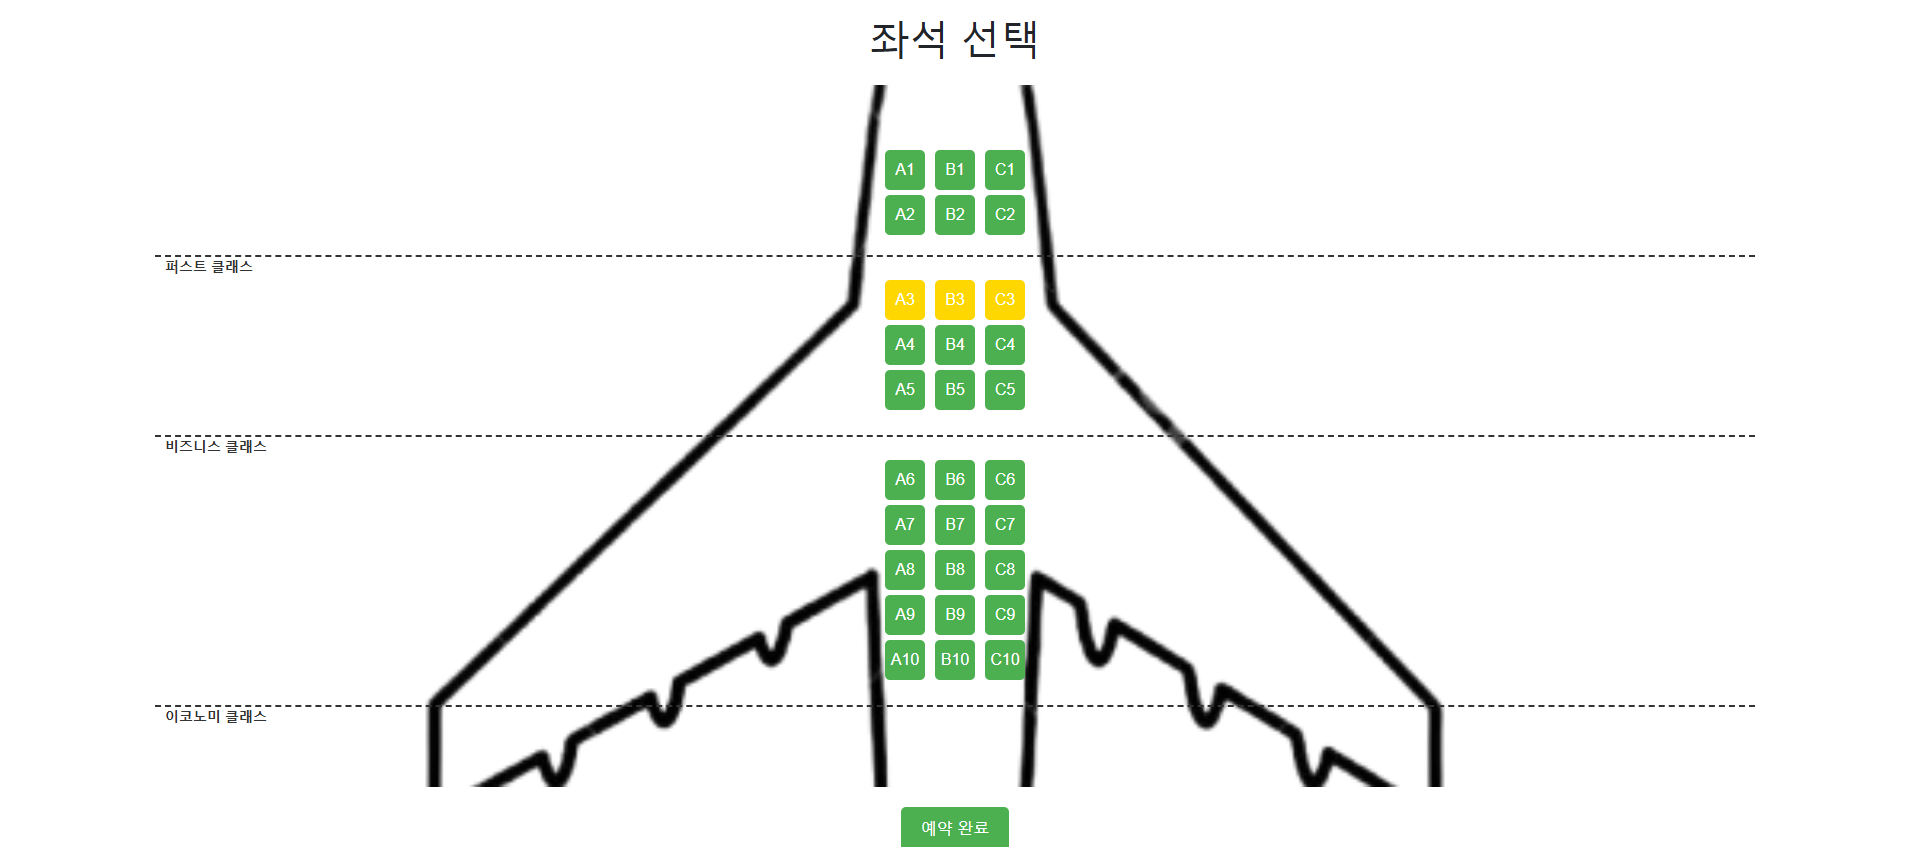 좌석 선택
A1 B1 C1
A2 B2 C2
퍼스트 클래스
A3 B3 C3
A4 B4 C4
A5 B5 C5
비즈니스 클래스
A6 B6 C6
A7 B7 C7
A8 B8 C8
A9 B9 C9
A10 B10 C10
이코노미 클래스
예약 완료